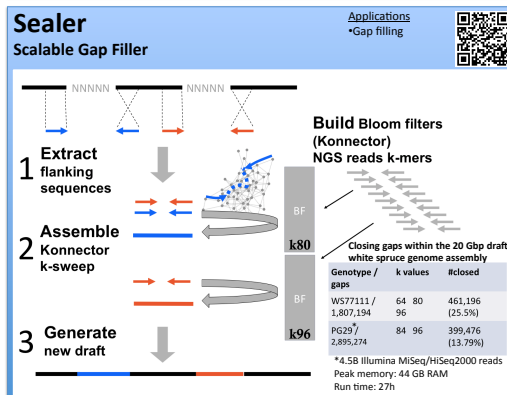 Sealer
Scalable Gap Filler
Applications
•Gap filling
NNNNN NNNNN
1 Extract
flanking
sequences
2 Assemble
Konnector
k-sweep
3 Generate
new draft
BF
k80
BF
k96
Build Bloom filters
(Konnector)
NGS reads k-mers
Closing gaps within the 20 Gbp draft
white spruce genome assembly
Genotype / gaps k values #closed
WS77111 / 1,807,194 64 80 96 461,196 (25.5%)
PG29* / 2,895,274 84 96 399,476 (13.79%)
*4.5B Illumina MiSeq/HiSeq2000 reads
Peak memory: 44 GB RAM
Run time: 27h